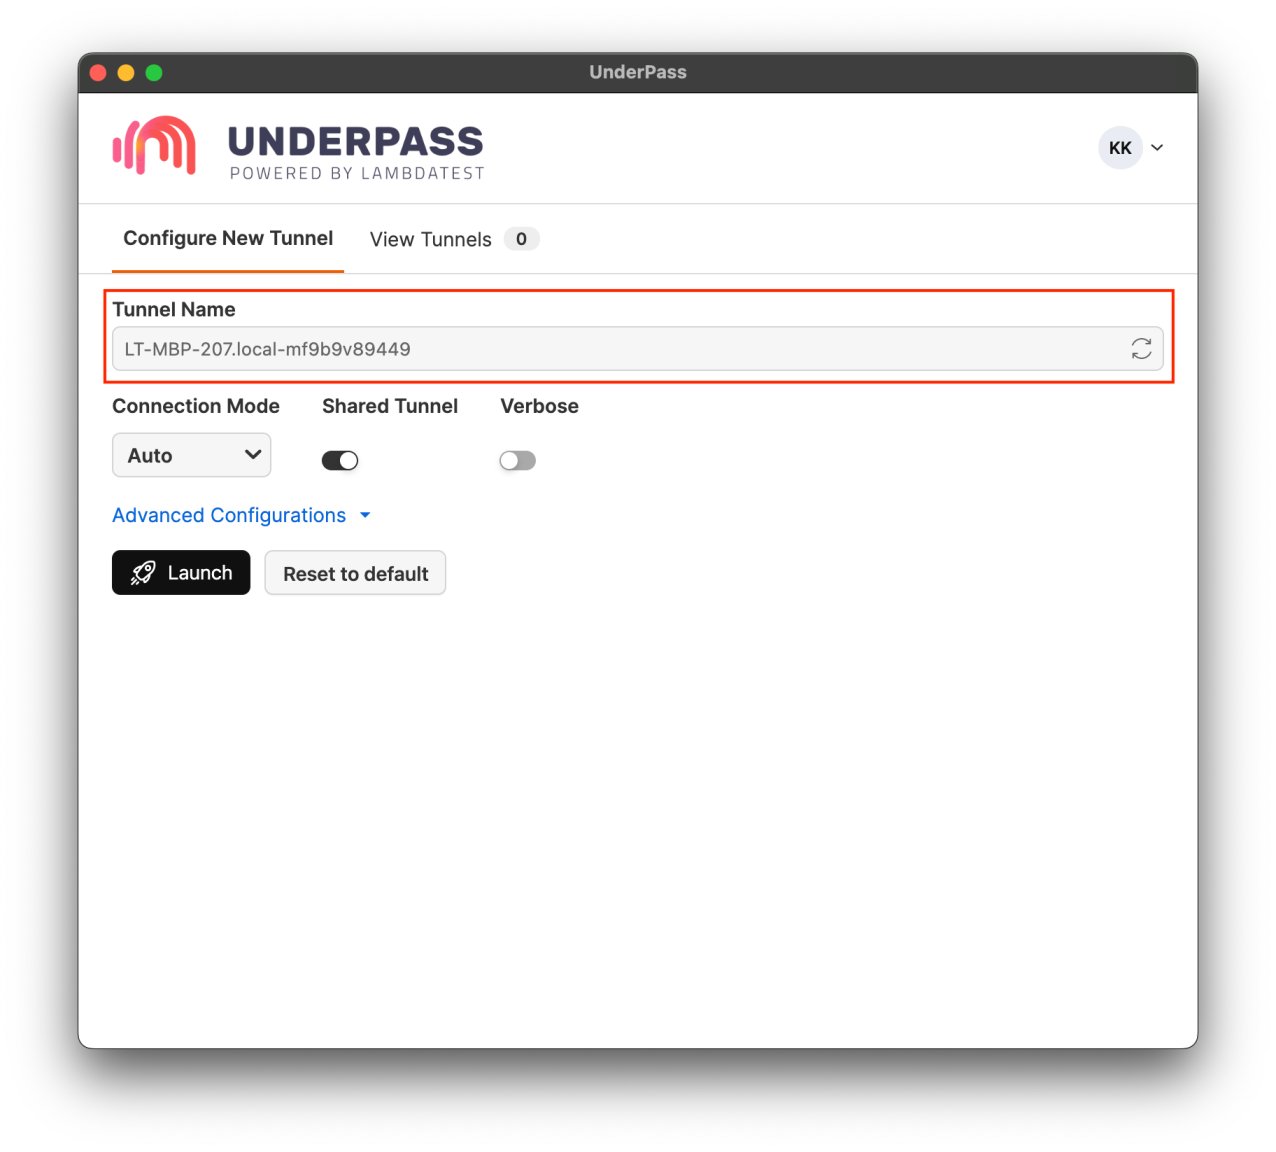 UnderPass
UNDERPASS
POWERED BY LAMBDATEST
KK
Configure New Tunnel
View Tunnels 0
Tunnel Name
LT-MBP-207.local-mf9b9v89449
Connection Mode Shared Tunnel Verbose
Auto
Advanced Configurations
Launch Reset to default